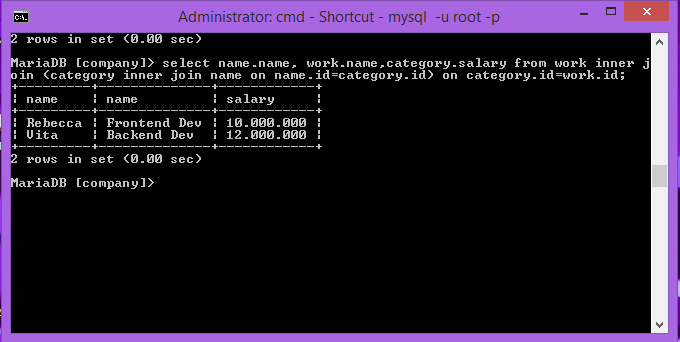 Administrator: cmd - Shortcut - mysql  -u root -p
2 rows in set (0.00 sec)
MariaDB [company]> select name.name, work.name,category.salary from work inner j
oin (category inner join name on name.id=category.id) on category.id=work.id;
+---------+--------------+------------+
| name    | name         | salary     |
+---------+--------------+------------+
| Rebecca | Frontend Dev | 10.000.000 |
| Vita    | Backend Dev  | 12.000.000 |
+---------+--------------+------------+
2 rows in set (0.00 sec)
MariaDB [company]>